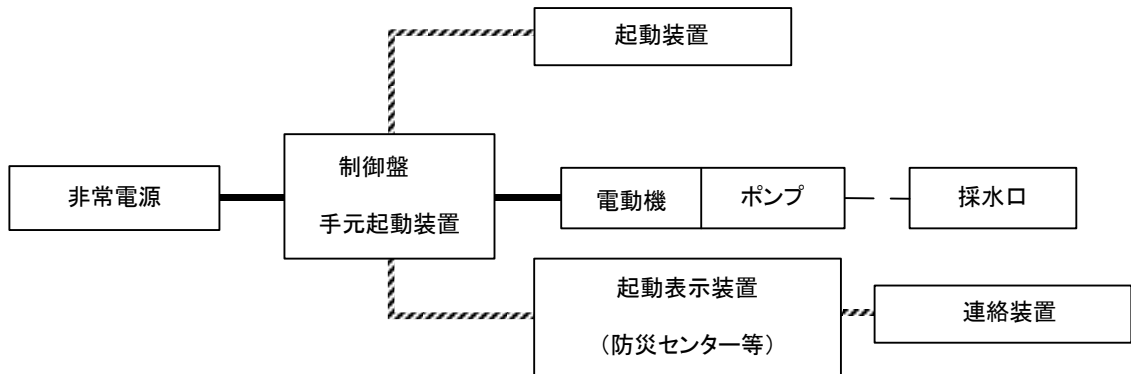 起動装置
制御盤
手元起動装置
非常電源
電動機
ポンプ
採水口
起動表示装置
（防災センター等）
連絡装置